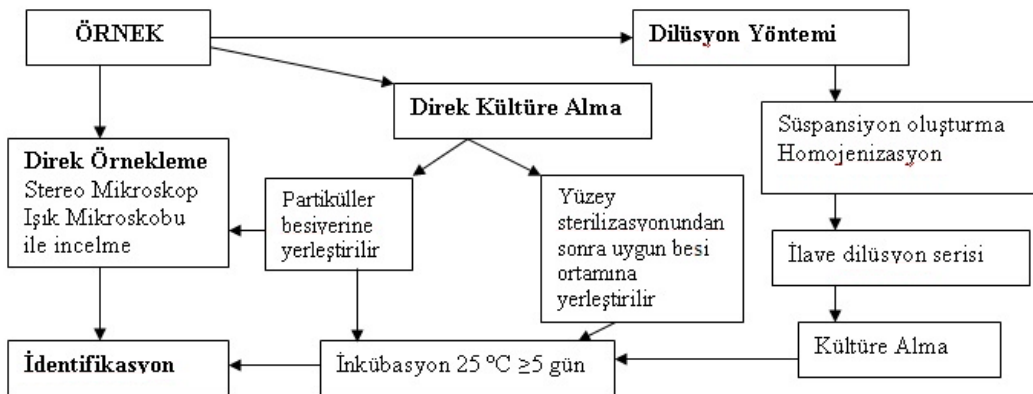 ÖRNEK
Dilüsyon Yöntemi
Direk Kültüre Alma
Süspansiyon oluşturma
Homojenizasyon
Direk Örnekleme
Stereo Mikroskop
Işık Mikroskobu
ile incelme
Partiküller
besiyerine
yerleştirilir
Yüzey
sterilizasyonundan
sonra uygun besi
ortamına
yerleştirilir
İlave dilüsyon serisi
İdentifikasyon
İnkübasyon 25 °C ≥5 gün
Kültüre Alma